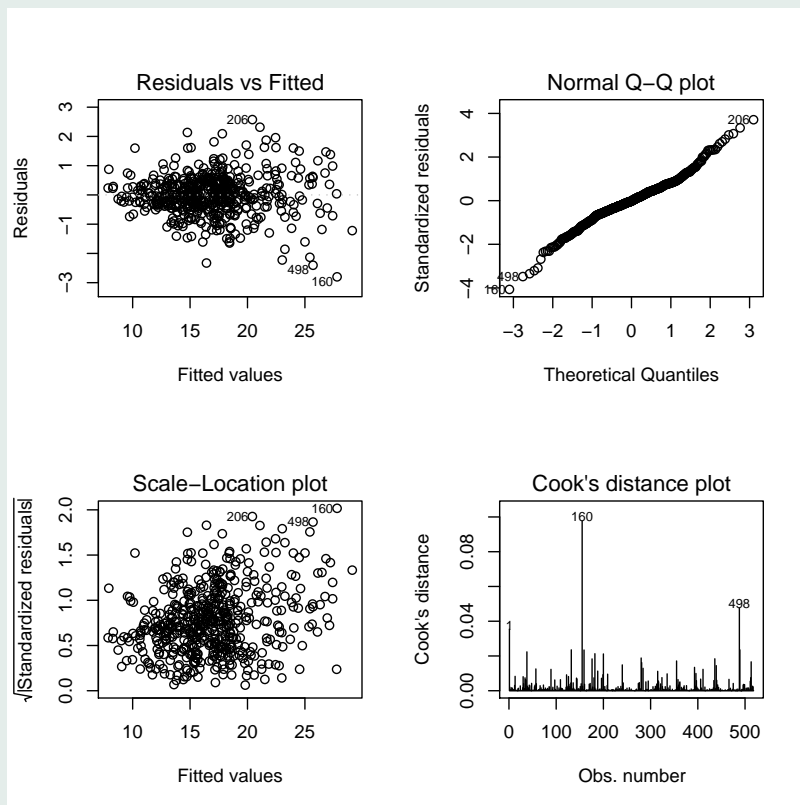 Residuals vs Fitted
3
1
−1
−3
Residuals
206
498
160
10 15 20 25
Fitted values
Normal Q−Q plot
4
2
0
−2
−4
Standardized residuals
206
498
160
−3 −2 −1 0 1 2 3
Theoretical Quantiles
Scale−Location plot
2.0
1.5
1.0
0.5
0.0
√|Standardized residuals|
206
498
160
10 15 20 25
Fitted values
Cook's distance plot
0.08
0.04
0.00
Cook's distance
160
498
1
0 100 200 300 400 500
Obs. number